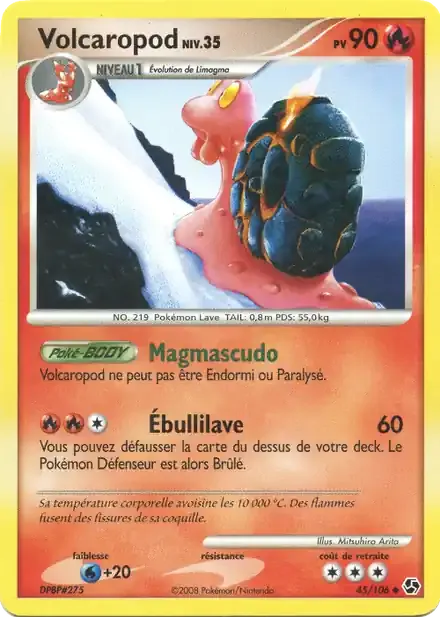 Volcaropod NIV.35
PV 90
NIVEAU 1 Évolution de Limagma
NO. 219 Pokémon Lave TAIL: 0,8m PDS: 55,0kg
Poké-BODY Magmascudo
Volcaropod ne peut pas être Endormi ou Paralysé.
Ébullilave 60
Vous pouvez défausser la carte du dessus de votre deck. Le
Pokémon Défenseur est alors Brûlé.
Sa température corporelle avoisine les 10 000 °C. Des flammes
fusent des fissures de sa coquille.
Illus. Mitsuhiro Arita
faiblesse résistance coût de retraite
+20
DPBP#275 ©2008 Pokémon/Nintendo 45/106